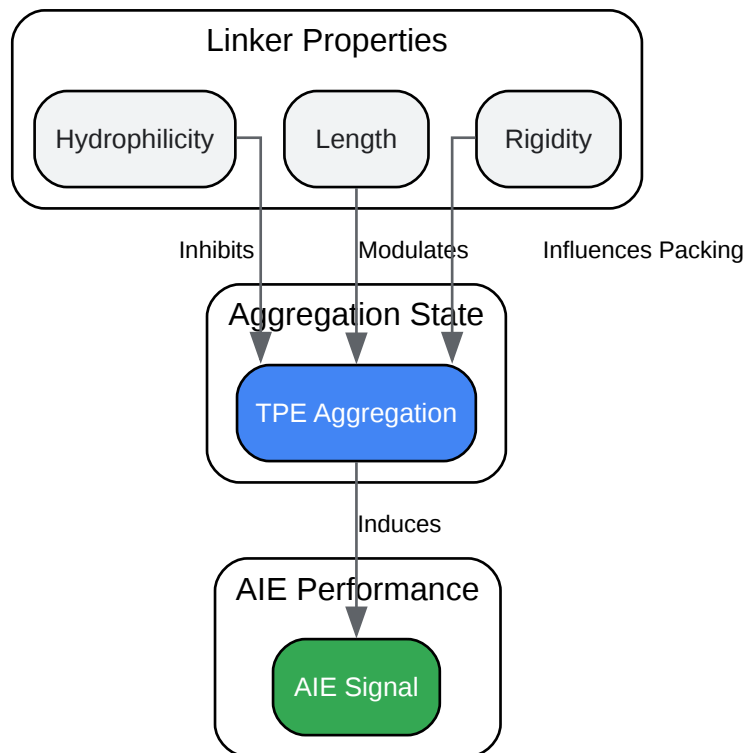 Linker Properties
Hydrophilicity
Length
Rigidity
Inhibits
Modulates
Influences Packing
Aggregation State
TPE Aggregation
Induces
AIE Performance
AIE Signal